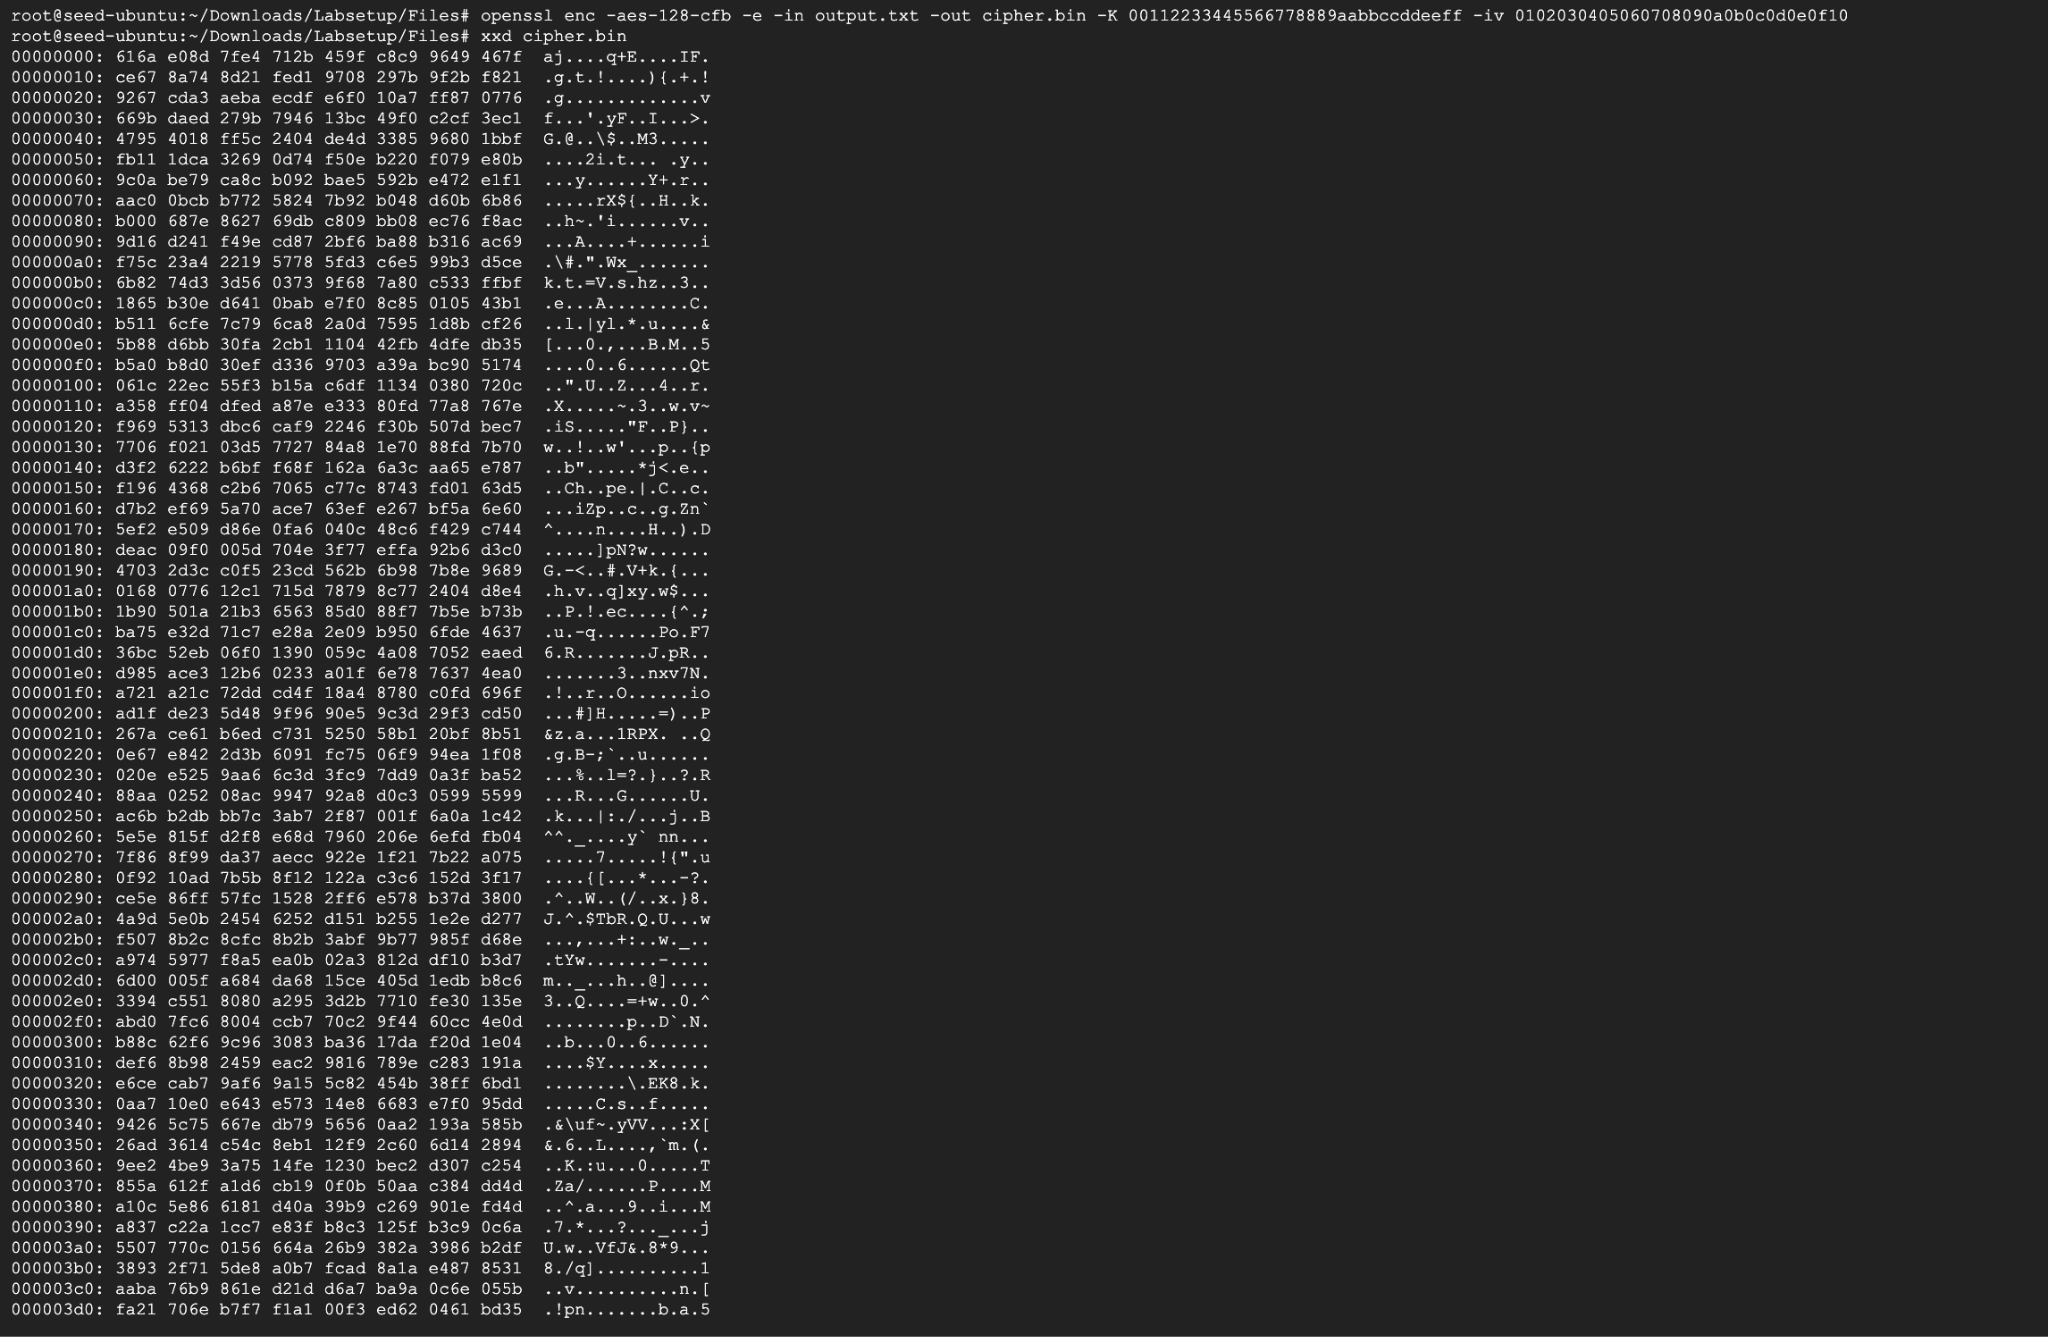 root@seed-ubuntu:~/Downloads/Labsetup/Files# openssl enc -aes-128-cfb -e -in output.txt -out cipher.bin -K 00112233445566778889aabbccddeeff -iv 0102030405060708090a0b0c0d0e0f10
root@seed-ubuntu:~/Downloads/Labsetup/Files# xxd cipher.bin
00000000: 616a e08d 7fe4 712b 459f c8c9 9649 467f  aj....q+E....IF.
00000010: ce67 8a74 8d21 fed1 9708 297b 9f2b f821  .g.t.!....){.+.!
00000020: 9267 cda3 aeba ecdf e6f0 10a7 ff87 0776  .g.............v
00000030: 669b daed 279b 7946 13bc 49f0 c2cf 3ec1  f...'.yF..I...>.
00000040: 4795 4018 ff5c 2404 de4d 3385 9680 1bbf  G.@..\$..M3.....
00000050: fb11 1dca 3269 0d74 f50e b220 f079 e80b  ....2i.t... .y..
00000060: 9c0a be79 ca8c b092 bae5 592b e472 e1f1  ...y......Y+.r..
00000070: aac0 0bcb b772 5824 7b92 b048 d60b 6b86  .....rX${..H..k.
00000080: b000 687e 8627 69db c809 bb08 ec76 f8ac  ..h~.'i......v..
00000090: 9d16 d241 f49e cd87 2bf6 ba88 b316 ac69  ...A....+......i
000000a0: f75c 23a4 2219 5778 5fd3 c6e5 99b3 d5ce  .\#.".Wx_.......
000000b0: 6b82 74d3 3d56 0373 9f68 7a80 c533 ffbf  k.t.=V.s.hz..3..
000000c0: 1865 b30e d641 0bab e7f0 8c85 0105 43b1  .e...A........C.
000000d0: b511 6cfe 7c79 6ca8 2a0d 7595 1d8b cf26  ..l.|yl.*.u....&
000000e0: 5b88 d6bb 30fa 2cb1 1104 42fb 4dfe db35  [...0.,...B.M..5
000000f0: b5a0 b8d0 30ef d336 9703 a39a bc90 5174  ....0..6......Qt
00000100: 061c 22ec 55f3 b15a c6df 1134 0380 720c  ..".U..Z...4..r.
00000110: a358 ff04 dfed a87e e333 80fd 77a8 767e  .X.....~.3..w.v~
00000120: f969 5313 dbc6 caf9 2246 f30b 507d bec7  .iS....."F..P}..
00000130: 7706 f021 03d5 7727 84a8 1e70 88fd 7b70  w..!..w'...p..{p
00000140: d3f2 6222 b6bf f68f 162a 6a3c aa65 e787  ..b".....*j<.e..
00000150: f196 4368 c2b6 7065 c77c 8743 fd01 63d5  ..Ch..pe.|.C..c.
00000160: d7b2 ef69 5a70 ace7 63ef e267 bf5a 6e60  ...iZp..c..g.Zn`
00000170: 5ef2 e509 d86e 0fa6 040c 48c6 f429 c744  ^....n....H..).D
00000180: deac 09f0 005d 704e 3f77 effa 92b6 d3c0  .....]pN?w......
00000190: 4703 2d3c c0f5 23cd 562b 6b98 7b8e 9689  G.-<..#.V+k.{...
000001a0: 0168 0776 12c1 715d 7879 8c77 2404 d8e4  .h.v..q]xy.w$...
000001b0: 1b90 501a 21b3 6563 85d0 88f7 7b5e b73b  ..P.!.ec....{^.;
000001c0: ba75 e32d 71c7 e28a 2e09 b950 6fde 4637  .u.-q......Po.F7
000001d0: 36bc 52eb 06f0 1390 059c 4a08 7052 eaed  6.R.......J.pR..
000001e0: d985 ace3 12b6 0233 a01f 6e78 7637 4ea0  .......3..nxv7N.
000001f0: a721 a21c 72dd cd4f 18a4 8780 c0fd 696f  .!..r..O......io
00000200: ad1f de23 5d48 9f96 90e5 9c3d 29f3 cd50  ...#]H.....=)..P
00000210: 267a ce61 b6ed c731 5250 58b1 20bf 8b51  &z.a...1RPX. ..Q
00000220: 0e67 e842 2d3b 6091 fc75 06f9 94ea 1f08  .g.B-;`..u......
00000230: 020e e525 9aa6 6c3d 3fc9 7dd9 0a3f ba52  ...%..l=?.}..?.R
00000240: 88aa 0252 08ac 9947 92a8 d0c3 0599 5599  ...R...G......U.
00000250: ac6b b2db bb7c 3ab7 2f87 001f 6a0a 1c42  .k...|:./...j..B
00000260: 5e5e 815f d2f8 e68d 7960 206e 6efd fb04  ^^._....y` nn...
00000270: 7f86 8f99 da37 aecc 922e 1f21 7b22 a075  .....7.....!{".u
00000280: 0f92 10ad 7b5b 8f12 122a c3c6 152d 3f17  ....{[...*...-?.
00000290: ce5e 86ff 57fc 1528 2ff6 e578 b37d 3800  .^..W..(/..x.}8.
000002a0: 4a9d 5e0b 2454 6252 d151 b255 1e2e d277  J.^.$TbR.Q.U...w
000002b0: f507 8b2c 8cfc 8b2b 3abf 9b77 985f d68e  ...,...+:..w._..
000002c0: a974 5977 f8a5 ea0b 02a3 812d df10 b3d7  .tYw.......-....
000002d0: 6d00 005f a684 da68 15ce 405d 1edb b8c6  m.._...h..@]....
000002e0: 3394 c551 8080 a295 3d2b 7710 fe30 135e  3..Q....=+w..0.^
000002f0: abd0 7fc6 8004 ccb7 70c2 9f44 60cc 4e0d  ........p..D`.N.
00000300: b88c 62f6 9c96 3083 ba36 17da f20d 1e04  ..b...0..6......
00000310: def6 8b98 2459 eac2 9816 789e c283 191a  ....$Y....x.....
00000320: e6ce cab7 9af6 9a15 5c82 454b 38ff 6bd1  ........\.EK8.k.
00000330: 0aa7 10e0 e643 e573 14e8 6683 e7f0 95dd  .....C.s..f.....
00000340: 9426 5c75 667e db79 5656 0aa2 193a 585b  .&\uf~.yVV...:X[
00000350: 26ad 3614 c54c 8eb1 12f9 2c60 6d14 2894  &.6..L....,`m.(.
00000360: 9ee2 4be9 3a75 14fe 1230 bec2 d307 c254  ..K.:u...0.....T
00000370: 855a 612f a1d6 cb19 0f0b 50aa c384 dd4d  .Za/......P....M
00000380: a10c 5e86 6181 d40a 39b9 c269 901e fd4d  ..^.a...9..i...M
00000390: a837 c22a 1cc7 e83f b8c3 125f b3c9 0c6a  .7.*...?..._...j
000003a0: 5507 770c 0156 664a 26b9 382a 3986 b2df  U.w..VfJ&.8*9...
000003b0: 3893 2f71 5de8 a0b7 fcad 8a1a e487 8531  8./q]..........1
000003c0: aaba 76b9 861e d21d d6a7 ba9a 0c6e 055b  ..v..........n.[
000003d0: fa21 706e b7f7 f1a1 00f3 ed62 0461 bd35  .!pn.......b.a.5